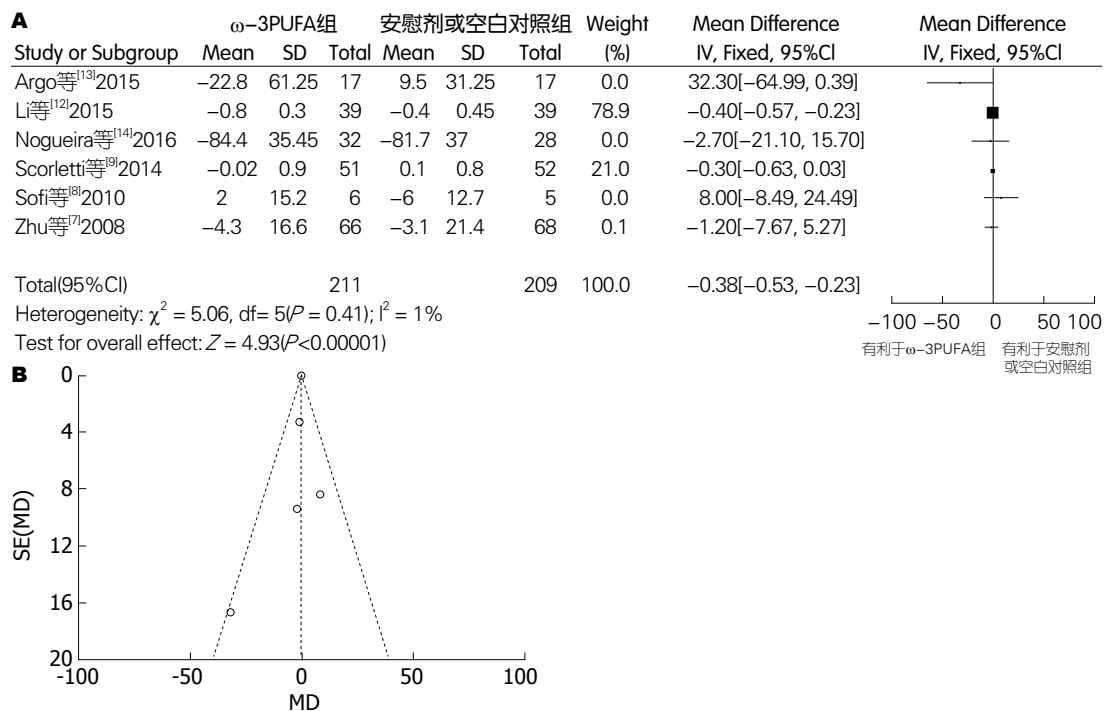 A
ω-3PUFA组 安慰剂或空白对照组 Weight Mean Difference Mean Difference
Study or Subgroup Mean SD Total Mean SD Total (%) IV, Fixed, 95%CI IV, Fixed, 95%CI
Argo等[13]2015 −22.8 61.25 17 9.5 31.25 17 0.0 32.30[−64.99, 0.39]
Li等[12]2015 −0.8 0.3 39 −0.4 0.45 39 78.9 −0.40[−0.57, −0.23]
Nogueira等[14]2016 −84.4 35.45 32 −81.7 37 28 0.0 −2.70[−21.10, 15.70]
Scorletti等[9]2014 −0.02 0.9 51 0.1 0.8 52 21.0 −0.30[−0.63, 0.03]
Sofi等[8]2010 2 15.2 6 −6 12.7 5 0.0 8.00[−8.49, 24.49]
Zhu等[7]2008 −4.3 16.6 66 −3.1 21.4 68 0.1 −1.20[−7.67, 5.27]
Total(95%CI) 211 209 100.0 −0.38[−0.53, −0.23]
Heterogeneity: χ² = 5.06, df= 5(P = 0.41); I² = 1%
Test for overall effect: Z = 4.93(P<0.00001)
−100 −50 0 50 100
有利于ω-3PUFA组 有利于安慰剂
或空白对照组
B
0
4
8
12
16
20
SE(MD)
-100 -50 0 50 100
MD